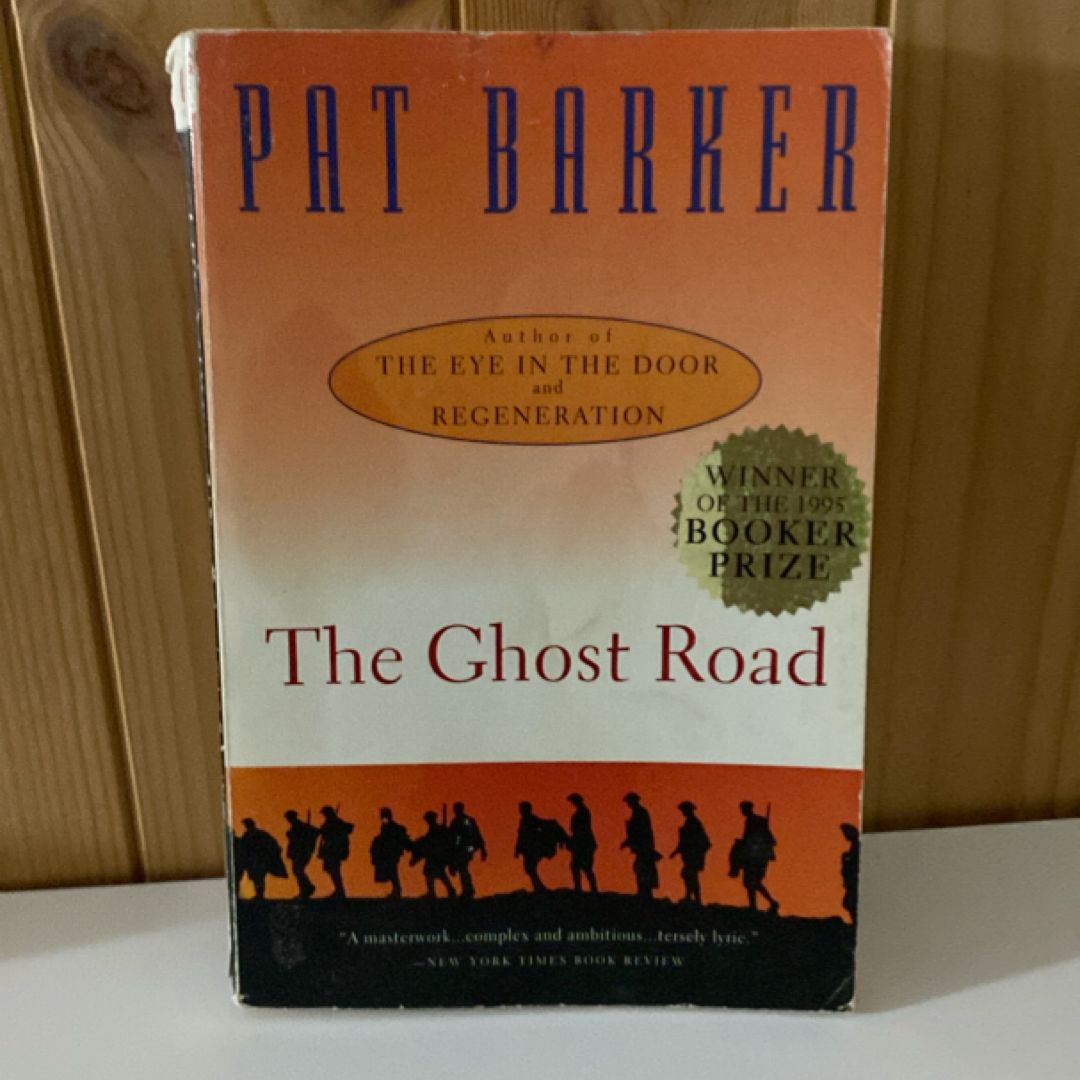 PAT BARKER
Author of
THE EYE IN THE DOOR
and
REGENERATION
WINNER
OF THE 1995
BOOKER
PRIZE
The Ghost Road
"A masterwork...complex and ambitious...tersely lyric."
—NEW YORK TIMES BOOK REVIEW